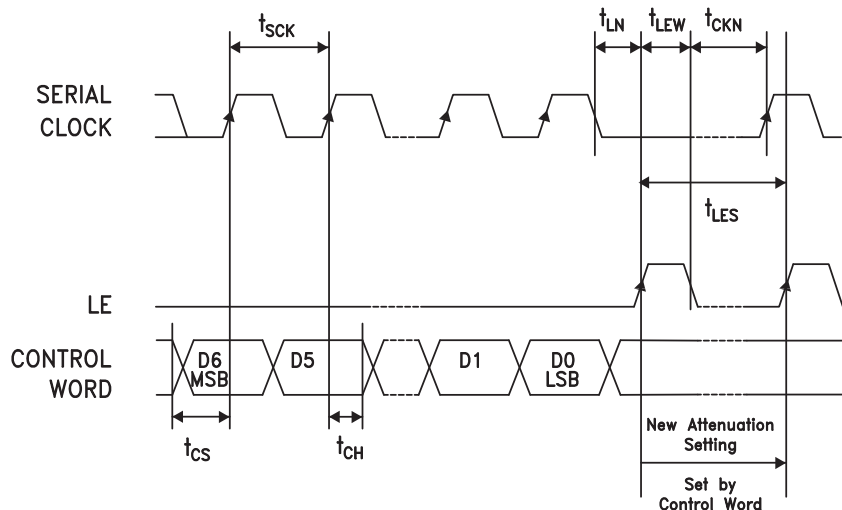 tSCK
tLN
tLEW
tCKN
SERIAL
CLOCK
tLES
LE
CONTROL
WORD
D6
MSB
D5
D1
D0
LSB
tCS
tCH
New Attenuation
Setting
Set by
Control Word